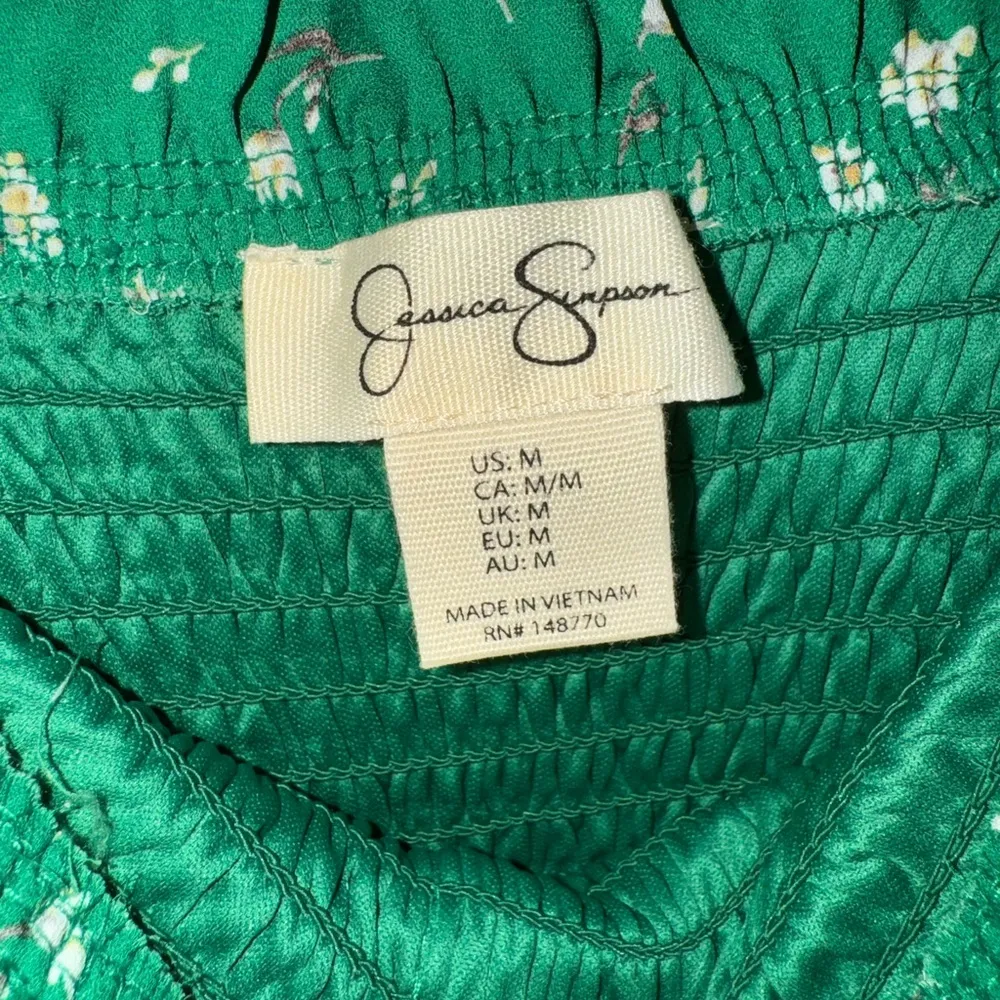 Jessica Simpson
US: M
CA: M/M
UK: M
EU: M
AU: M
MADE IN VIETNAM
RN# 148770